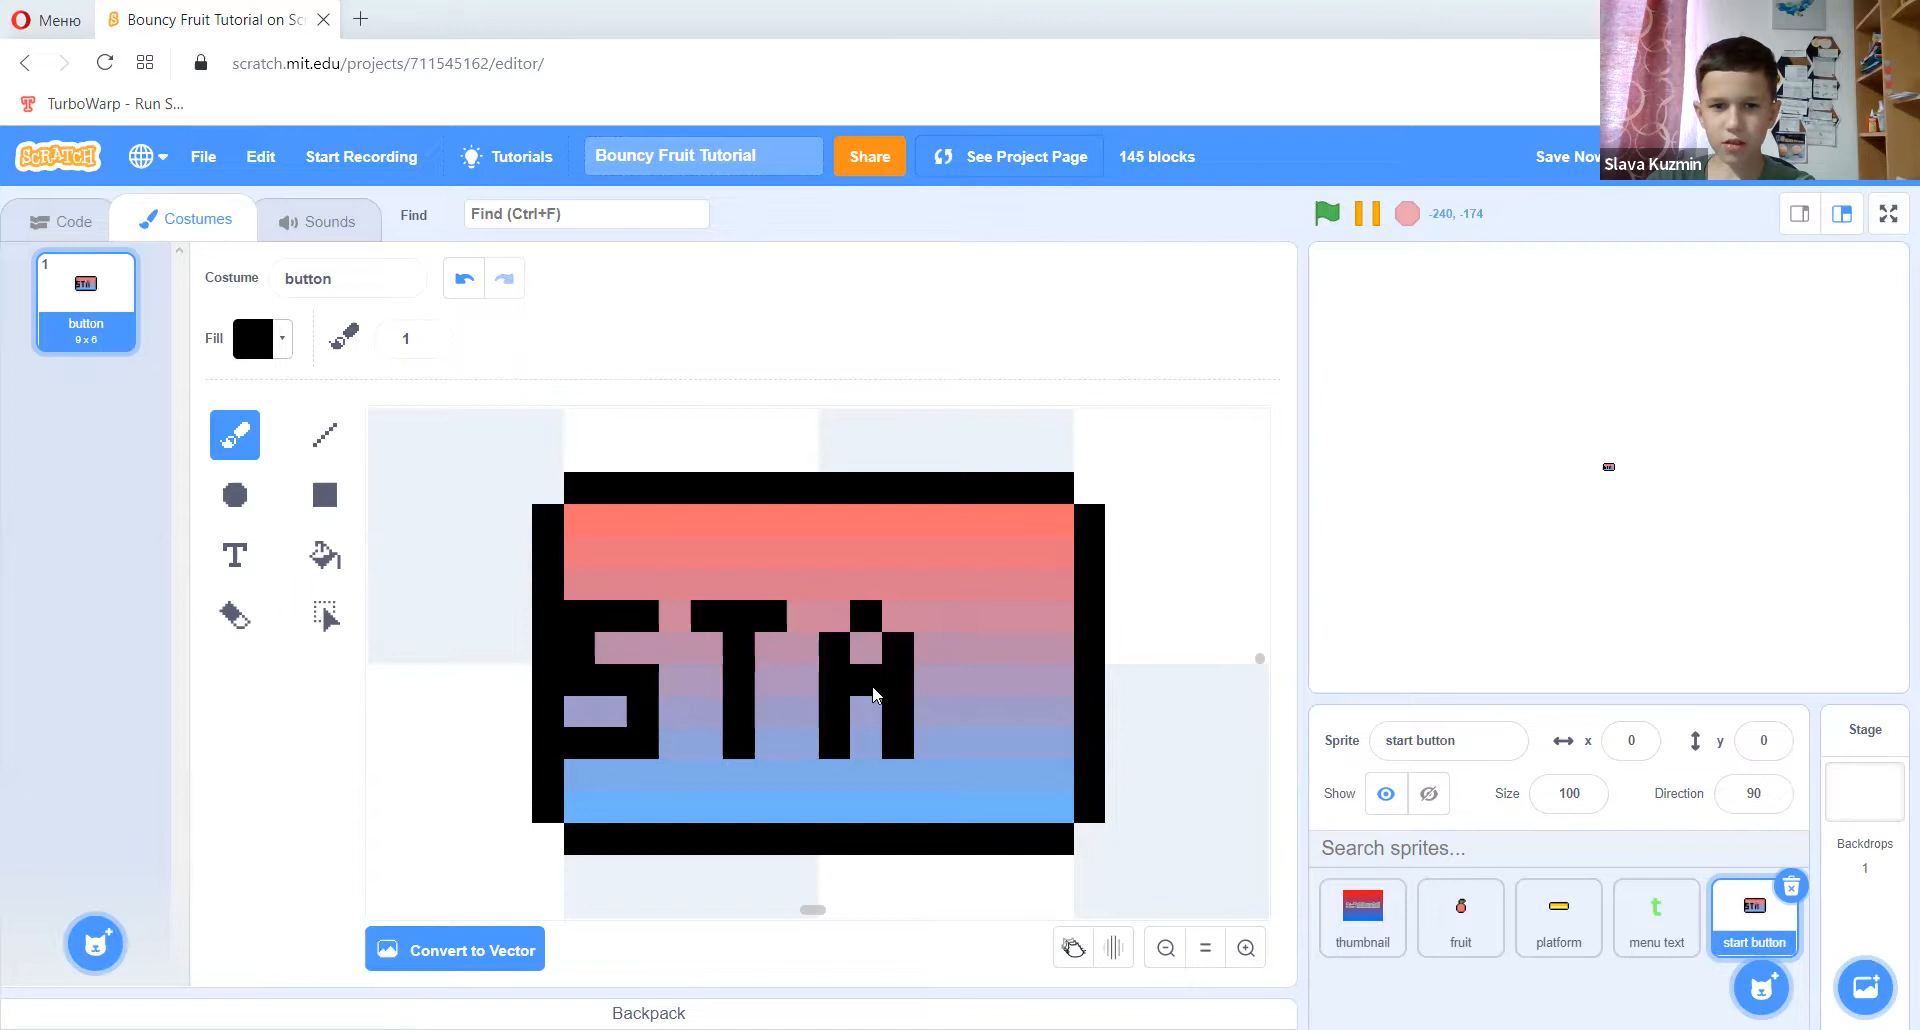 Меню
Bouncy Fruit Tutorial on Sc
scratch.mit.edu/projects/711545162/editor/
TurboWarp - Run S...
SCRATCH
File
Edit
Start Recording
Tutorials
Bouncy Fruit Tutorial
Share
See Project Page
145 blocks
Save Now
Slava Kuzmin
Code
Costumes
Sounds
Find
Find (Ctrl+F)
-240, -174
1
button
9 x 6
Costume
button
Fill
1
T
STA
Convert to Vector
Backpack
Sprite
start button
x
0
y
0
Show
Size
100
Direction
90
Search sprites...
thumbnail
fruit
platform
t
menu text
STA
start button
Stage
Backdrops
1